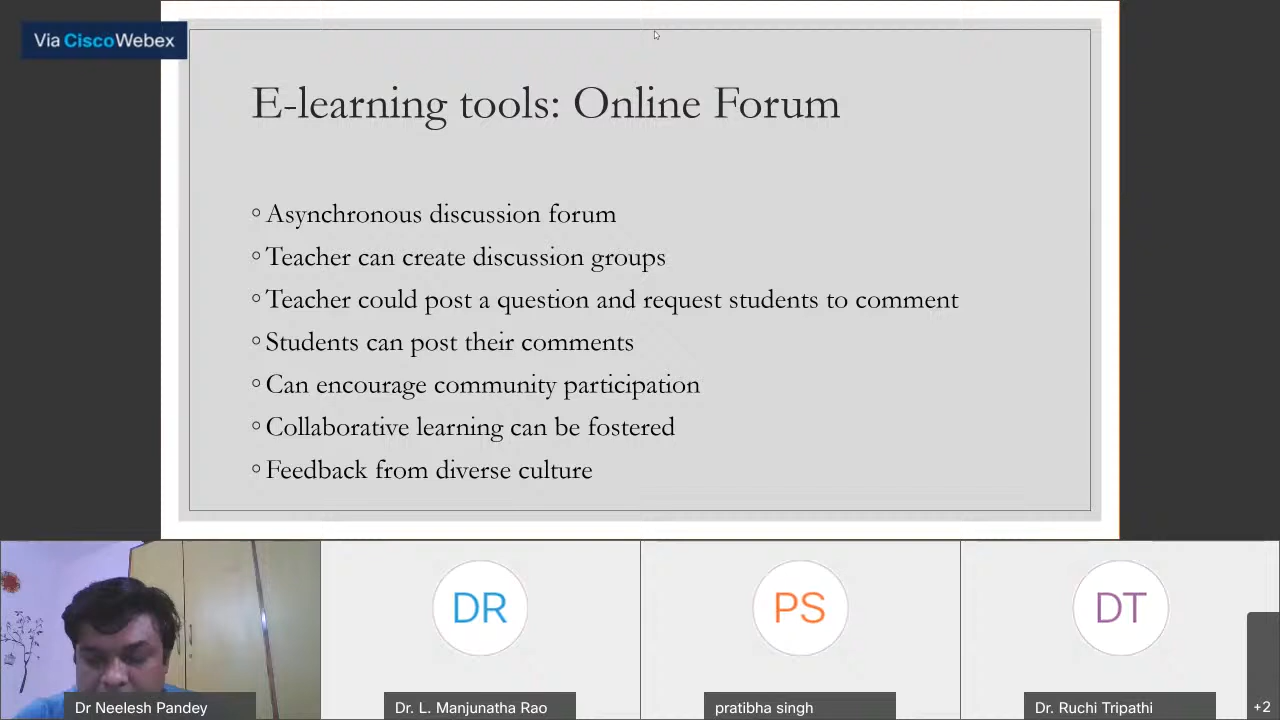 Via CiscoWebex
E-learning tools: Online Forum
◦ Asynchronous discussion forum
◦ Teacher can create discussion groups
◦ Teacher could post a question and request students to comment
◦ Students can post their comments
◦ Can encourage community participation
◦ Collaborative learning can be fostered
◦ Feedback from diverse culture
DR
PS
DT
Dr Neelesh Pandey
Dr. L. Manjunatha Rao
pratibha singh
Dr. Ruchi Tripathi
+2